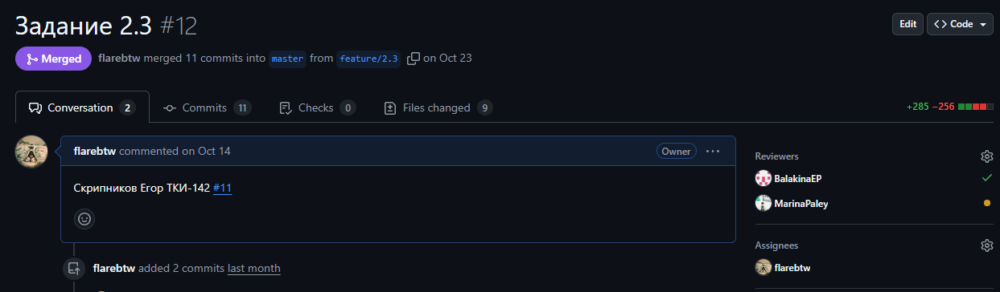 Задание 2.3 #12
Edit
Code
Merged flarebtw merged 11 commits into master from feature/2.3 on Oct 23
Conversation 2 Commits 11 Checks 0 Files changed 9
+285 −256
flarebtw commented on Oct 14
Owner
Скрипников Егор ТКИ-142 #11
flarebtw added 2 commits last month
Reviewers
BalakinaEP
MarinaPaley
Assignees
flarebtw